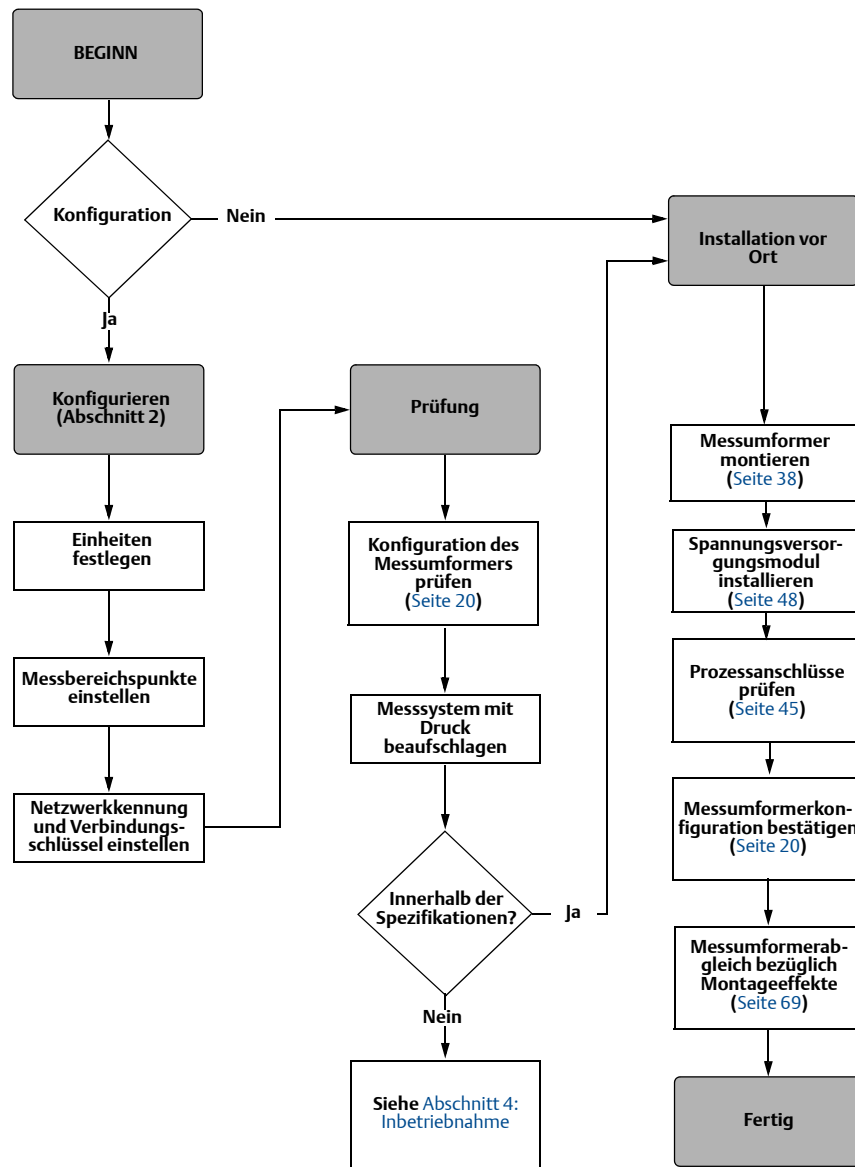 BEGINN
Konfiguration
Nein
Ja
Konfigurieren
(Abschnitt 2)
Einheiten
festlegen
Messbereichspunkte
einstellen
Netzwerkkennung
und Verbindungs-
schlüssel einstellen
Prüfung
Konfiguration des
Messumformers
prüfen
(Seite 20)
Messsystem mit
Druck
beaufschlagen
Innerhalb der
Spezifikationen?
Ja
Nein
Siehe Abschnitt 4:
Inbetriebnahme
Installation vor
Ort
Messumformer
montieren
(Seite 38)
Spannungsversor-
gungsmodul
installieren
(Seite 48)
Prozessanschlüsse
prüfen
(Seite 45)
Messumformerkon-
figuration bestätigen
(Seite 20)
Messumformerab-
gleich bezüglich
Montageeffekte
(Seite 69)
Fertig